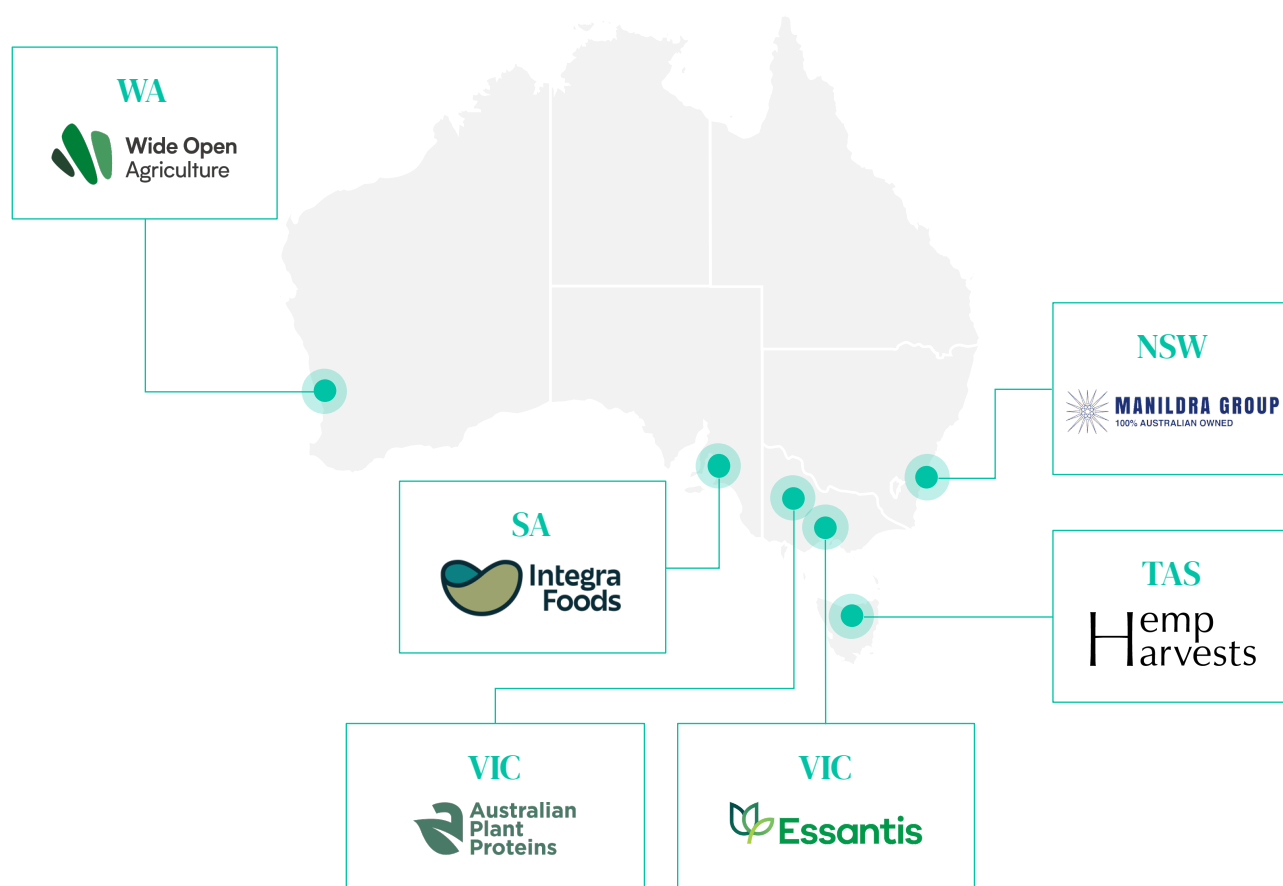 WA
Wide Open
Agriculture
NSW
MANILDRA GROUP
100% AUSTRALIAN OWNED
SA
Integra
Foods
TAS
Hemp
Harvests
VIC
Australian
Plant
Proteins
VIC
Essantis